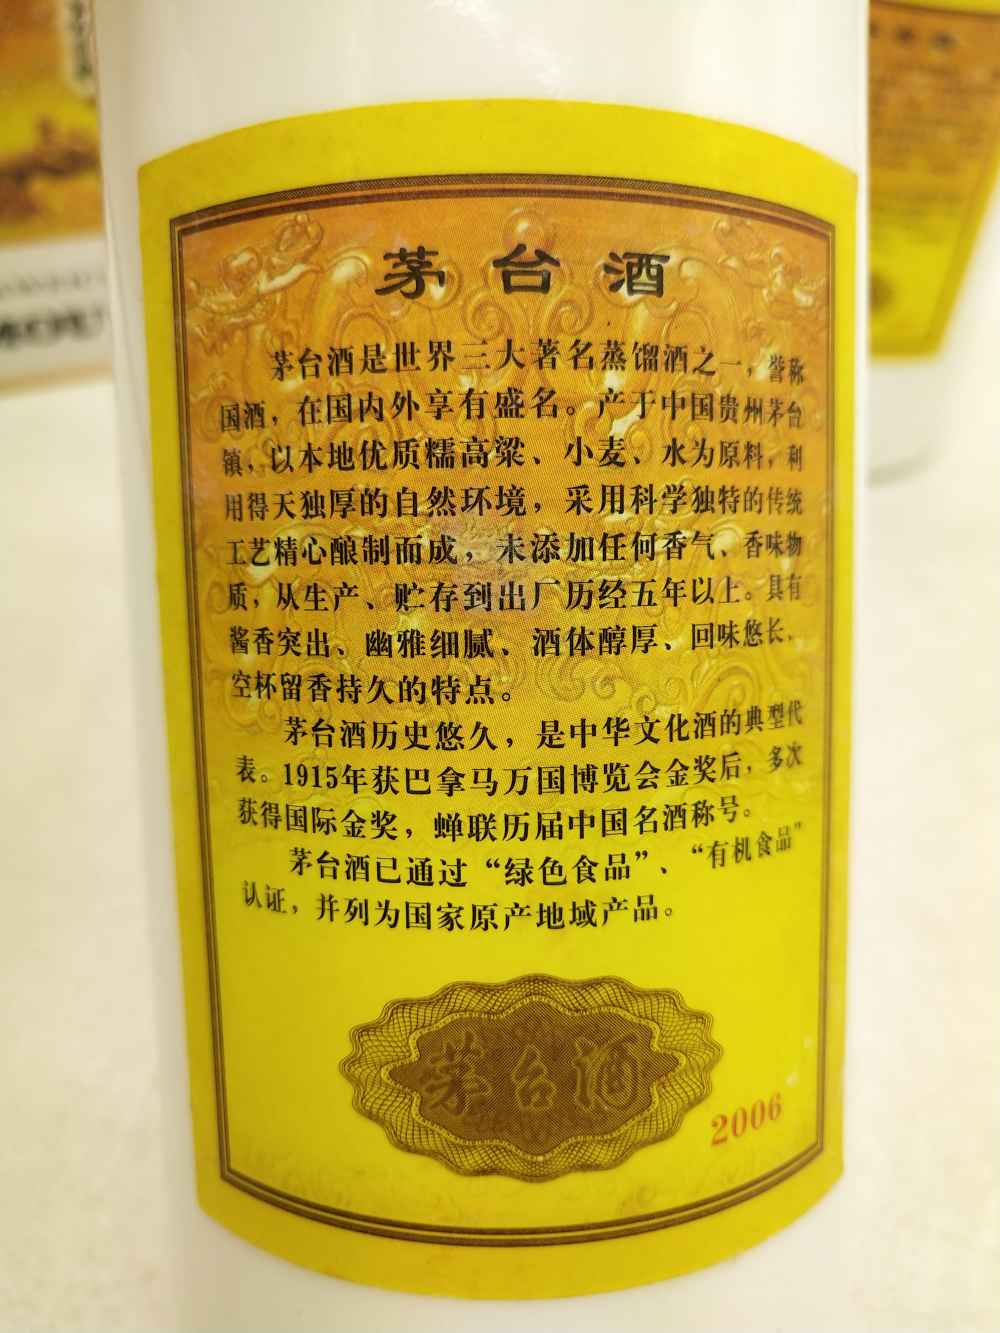 茅台酒
茅台酒是世界三大著名蒸馏酒之一，誉称
国酒，在国内外享有盛名。产于中国贵州茅台
镇，以本地优质糯高粱、小麦、水为原料，利
用得天独厚的自然环境，采用科学独特的传统
工艺精心酿制而成，未添加任何香气、香味物
质，从生产、贮存到出厂历经五年以上。具有
酱香突出、幽雅细腻、酒体醇厚、回味悠长、
空杯留香持久的特点。
茅台酒历史悠久，是中华文化酒的典型代
表。1915年获巴拿马万国博览会金奖后，多次
获得国际金奖，蝉联历届中国名酒称号。
茅台酒已通过“绿色食品”、“有机食品”
认证，并列为国家原产地域产品。
茅台酒
2006